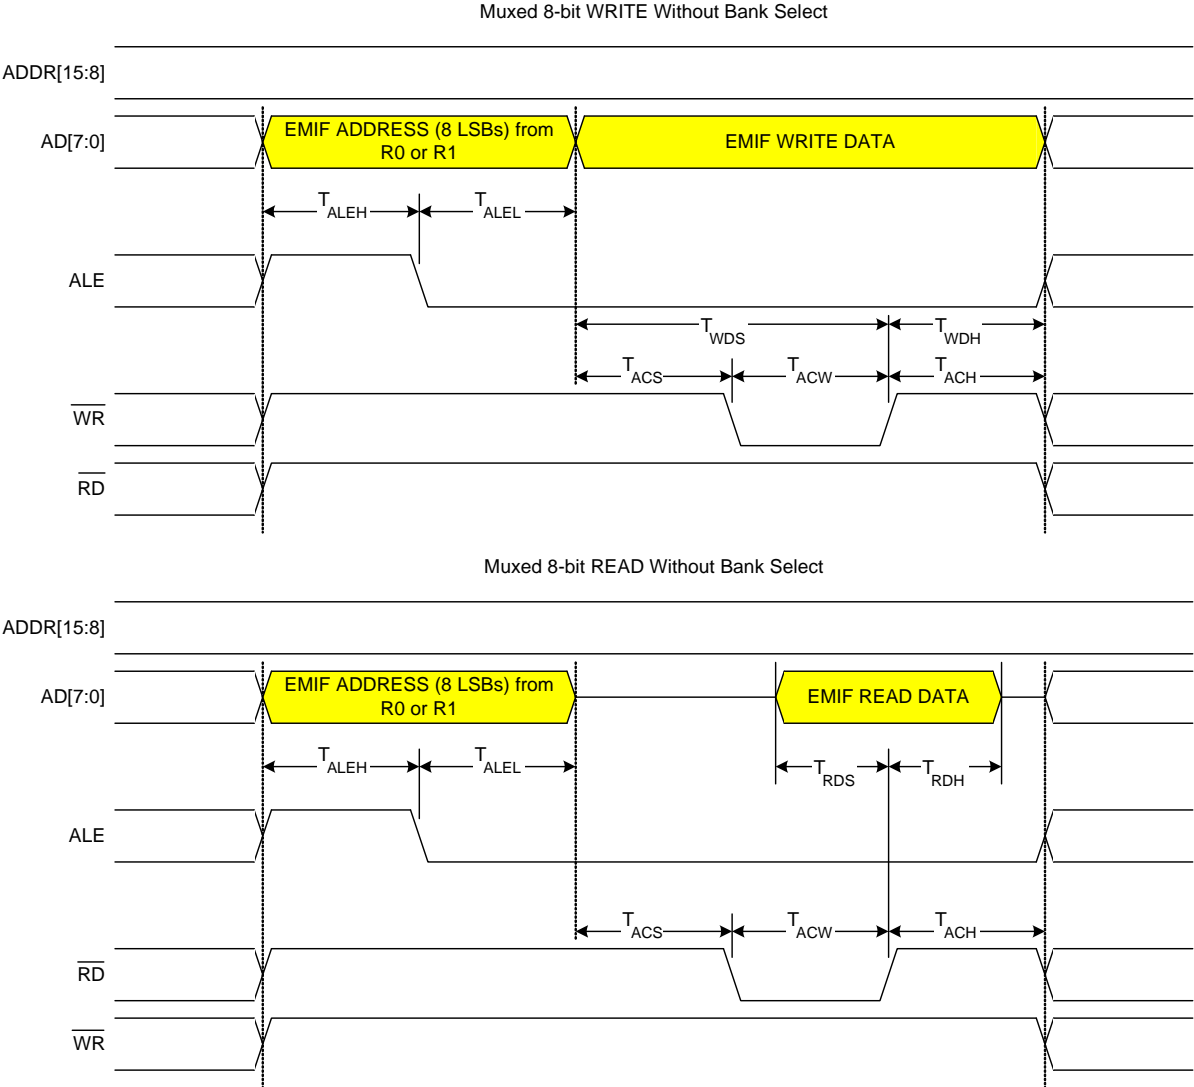 Muxed 8-bit WRITE Without Bank Select
ADDR[15:8]
AD[7:0]
EMIF ADDRESS (8 LSBs) from
R0 or R1
EMIF WRITE DATA
TALEH
TALEL
ALE
TWDS
TWDH
TACS
TACW
TACH
WR
RD
Muxed 8-bit READ Without Bank Select
ADDR[15:8]
AD[7:0]
EMIF ADDRESS (8 LSBs) from
R0 or R1
EMIF READ DATA
TALEH
TALEL
TRDS
TRDH
ALE
TACS
TACW
TACH
RD
WR